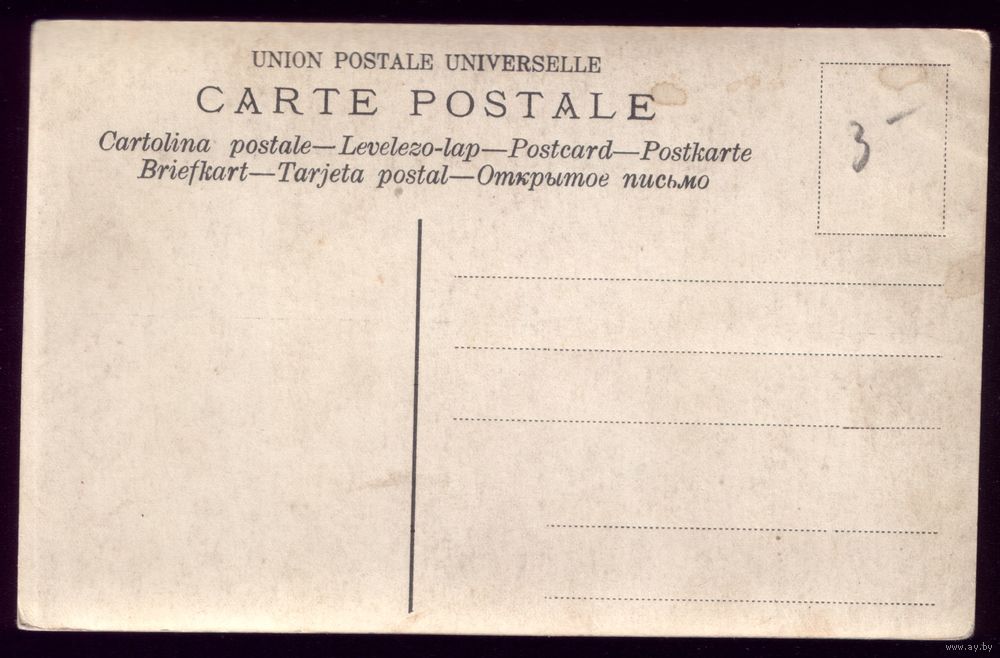 UNION POSTALE UNIVERSELLE
CARTE POSTALE
Cartolina postale—Levelezo-lap—Postcard—Postkarte
Briefkart—Tarjeta postal—Открытое письмо
3-
www.ay.by